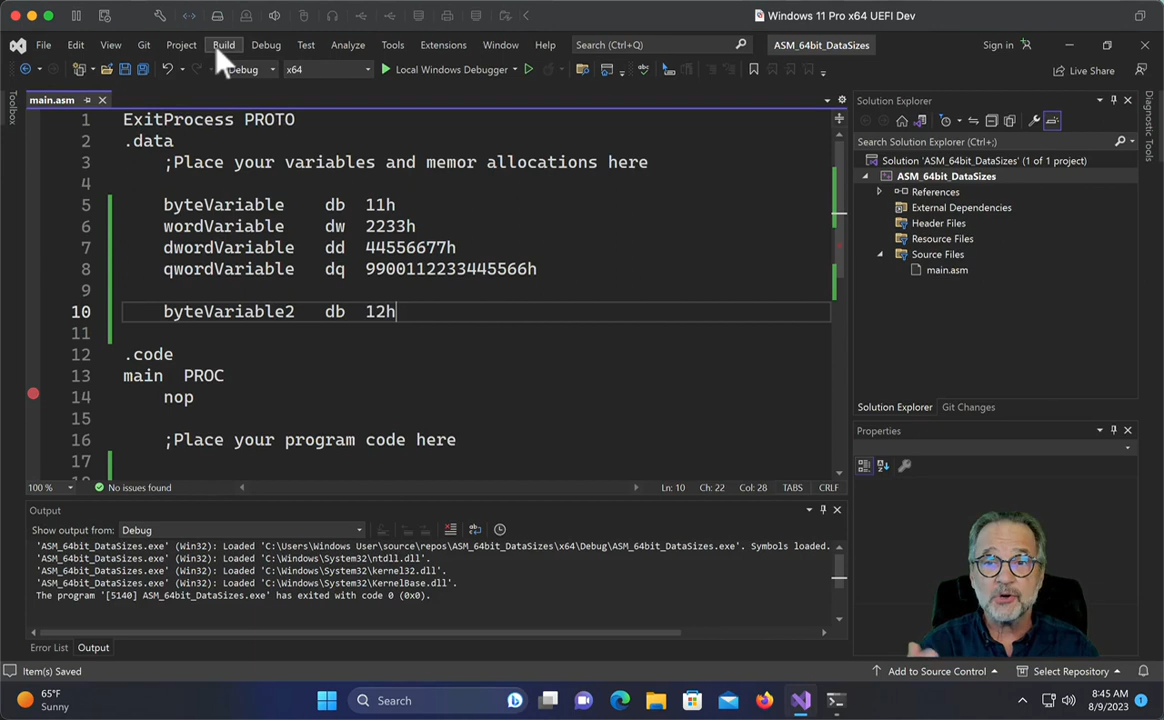 Windows 11 Pro x64 UEFI Dev
File Edit View Git Project Build Debug Test Analyze Tools Extensions Window Help Search (Ctrl+Q) ASM_64bit_DataSizes Sign in
Debug x64 Local Windows Debugger Live Share
Toolbox
main.asm
1 ExitProcess PROTO
2 .data
3 ;Place your variables and memor allocations here
4
5 byteVariable db 11h
6 wordVariable dw 2233h
7 dwordVariable dd 44556677h
8 qwordVariable dq 9900112233445566h
9
10 byteVariable2 db 12h
11
12 .code
13 main PROC
14 nop
15
16 ;Place your program code here
17
100 % No issues found Ln: 10 Ch: 22 Col: 28 TABS CRLF
Output
Show output from: Debug
'ASM_64bit_DataSizes.exe' (Win32): Loaded 'C:\Users\Windows User\source\repos\ASM_64bit_DataSizes\x64\Debug\ASM_64bit_DataSizes.exe'. Symbols loaded.
'ASM_64bit_DataSizes.exe' (Win32): Loaded 'C:\Windows\System32\ntdll.dll'.
'ASM_64bit_DataSizes.exe' (Win32): Loaded 'C:\Windows\System32\kernel32.dll'.
'ASM_64bit_DataSizes.exe' (Win32): Loaded 'C:\Windows\System32\KernelBase.dll'.
The program '[5140] ASM_64bit_DataSizes.exe' has exited with code 0 (0x0).
Error List Output
Solution Explorer
Search Solution Explorer (Ctrl+;)
Solution 'ASM_64bit_DataSizes' (1 of 1 project)
ASM_64bit_DataSizes
References
External Dependencies
Header Files
Resource Files
Source Files
main.asm
Solution Explorer Git Changes
Properties
Diagnostic Tools
Item(s) Saved Add to Source Control Select Repository
65°F
Sunny
Search
8:45 AM
8/9/2023
1